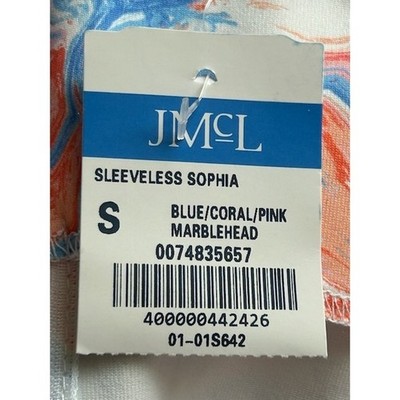 JMcL
SLEEVELESS SOPHIA
S
BLUE/CORAL/PINK
MARBLEHEAD
0074835657
400000442426
01-01S642